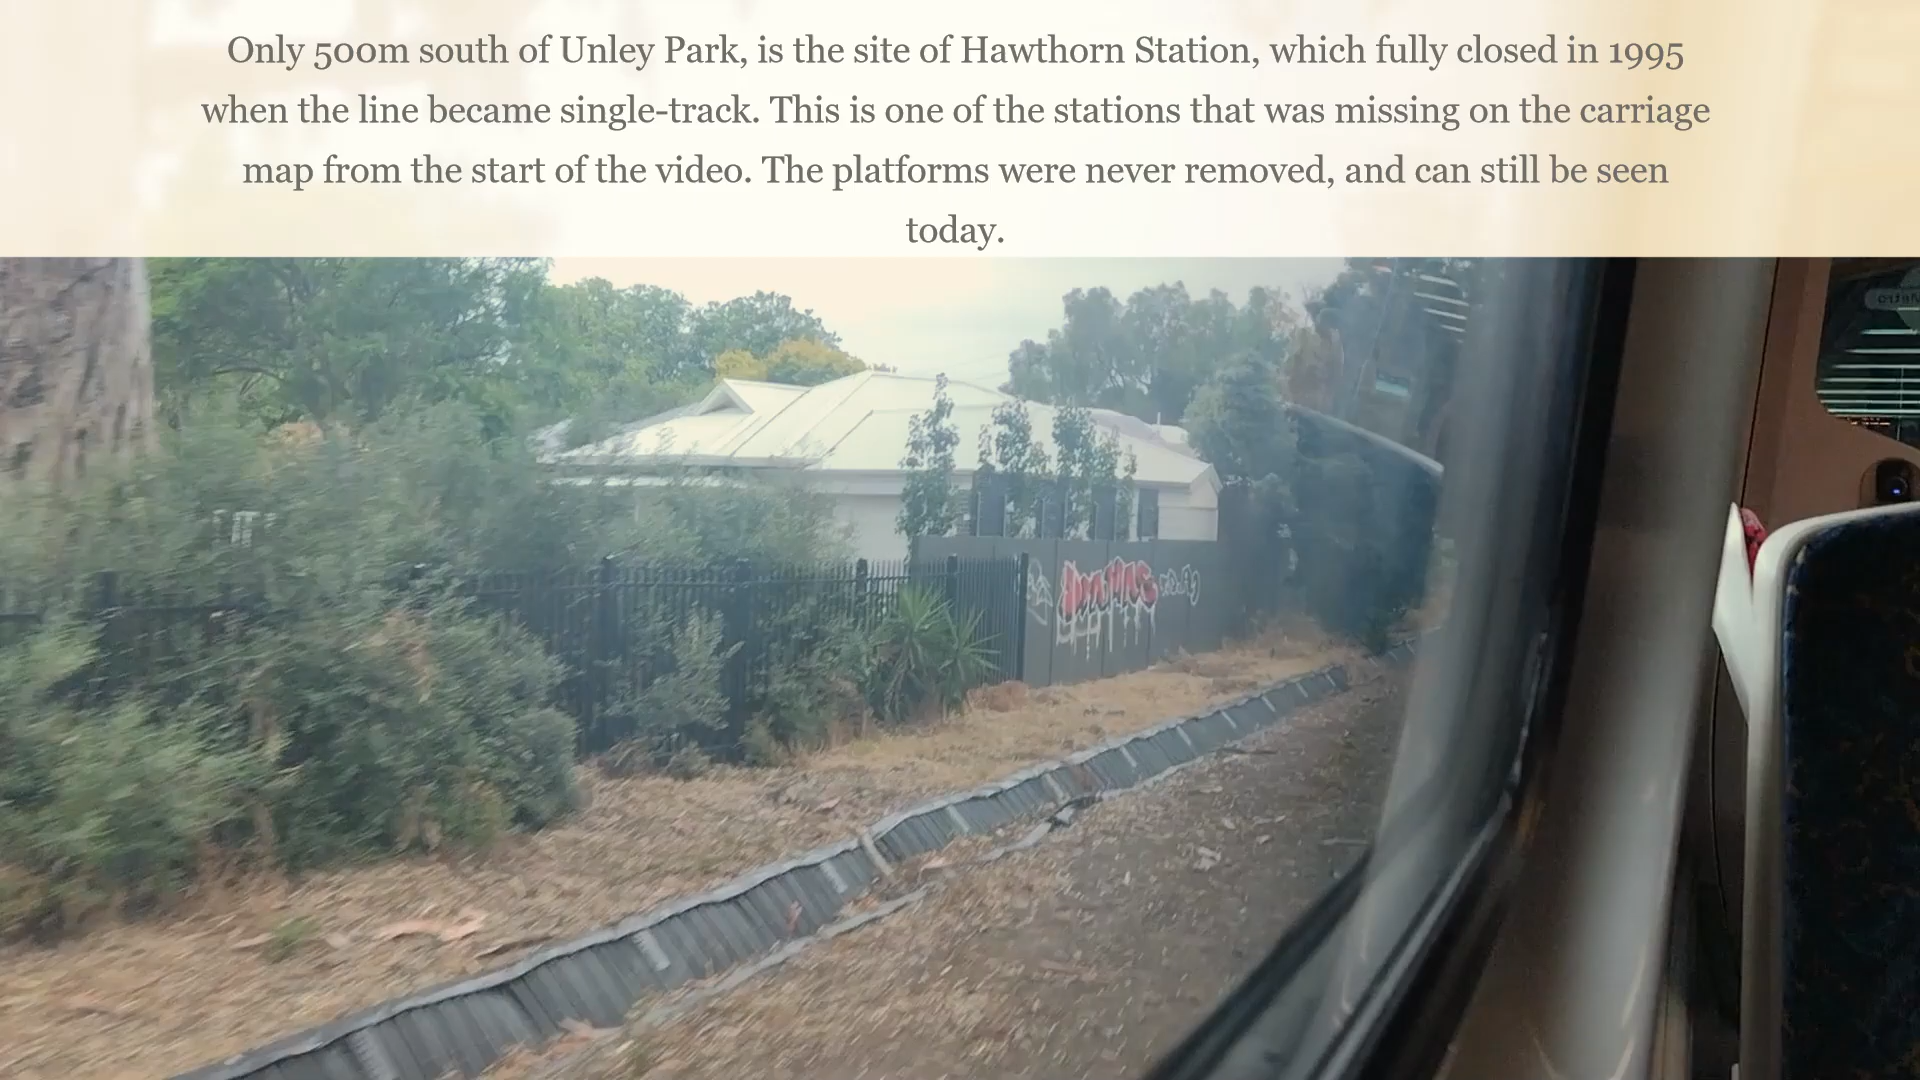 Only 500m south of Unley Park, is the site of Hawthorn Station, which fully closed in 1995
when the line became single-track. This is one of the stations that was missing on the carriage
map from the start of the video. The platforms were never removed, and can still be seen
today.